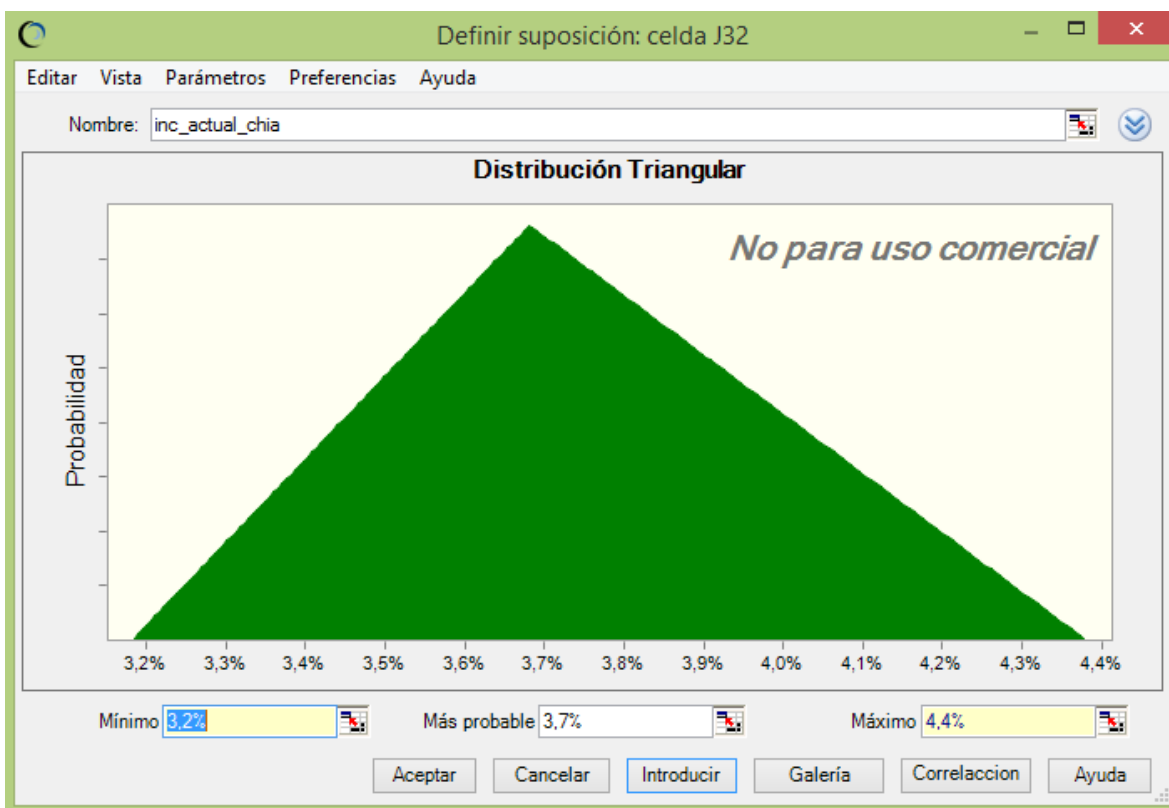 Definir suposición: celda J32
Editar Vista Parámetros Preferencias Ayuda
Nombre: inc_actual_chia
Distribución Triangular
No para uso comercial
Probabilidad
3,2% 3,3% 3,4% 3,5% 3,6% 3,7% 3,8% 3,9% 4,0% 4,1% 4,2% 4,3% 4,4%
Mínimo 3,2% Más probable 3,7% Máximo 4,4%
Aceptar Cancelar Introducir Galería Correlaccion Ayuda